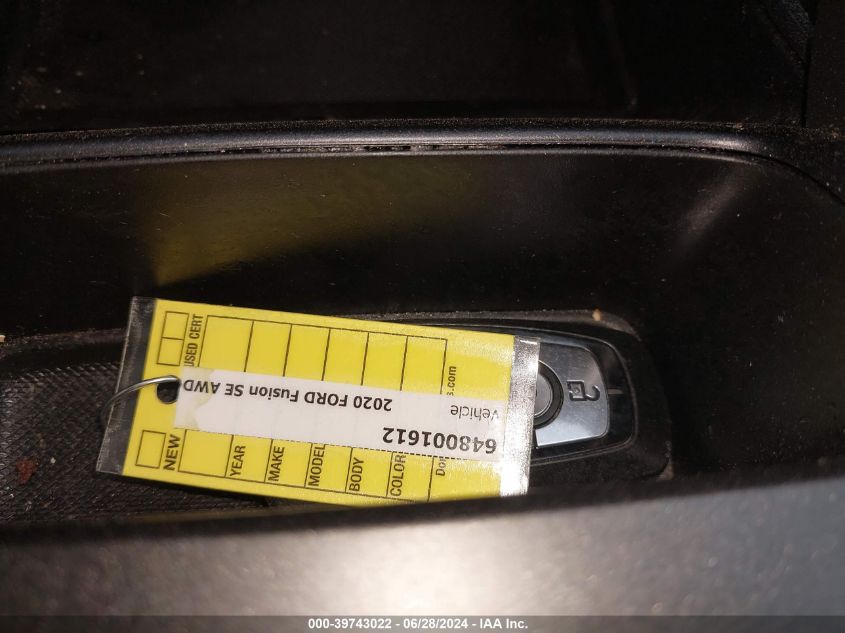 648001612
Vehicle
2020 FORD Fusion SE AWD
NEW
USED CERT
YEAR
MAKE
MODEL
BODY
COLOR
000-39743022 / 06/28/2024 - IAA Inc.